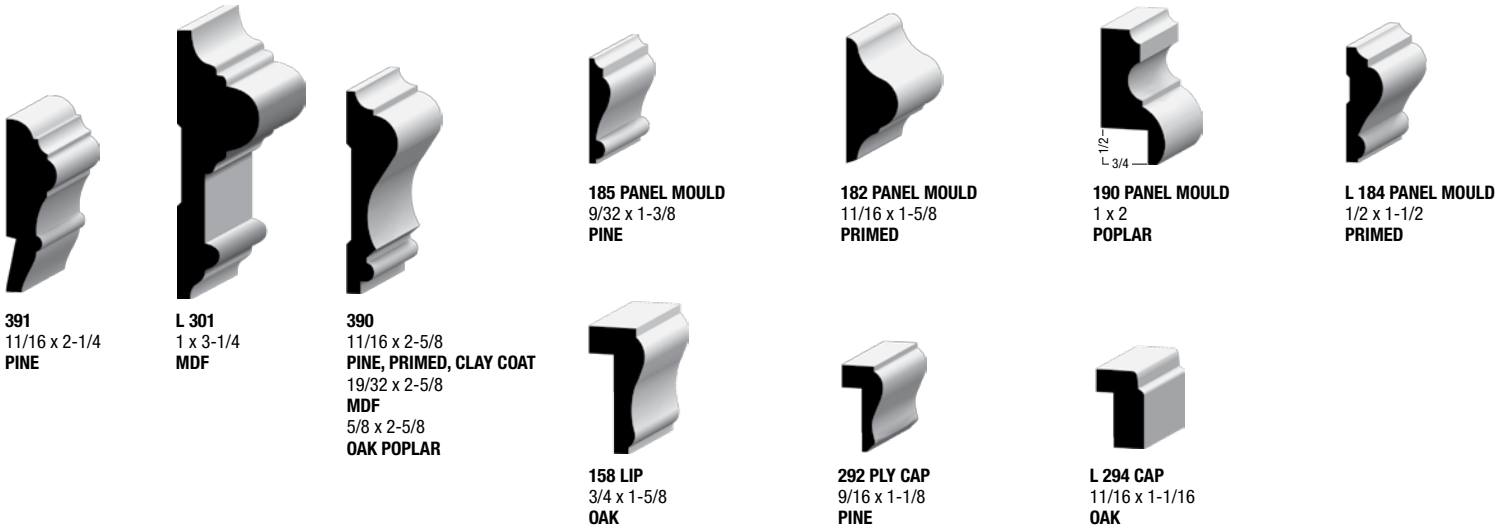 391
11/16 x 2-1/4
PINE
L 301
1 x 3-1/4
MDF
390
11/16 x 2-5/8
PINE, PRIMED, CLAY COAT
19/32 x 2-5/8
MDF
5/8 x 2-5/8
OAK POPLAR
185 PANEL MOULD
9/32 x 1-3/8
PINE
182 PANEL MOULD
11/16 x 1-5/8
PRIMED
1/2
3/4
190 PANEL MOULD
1 x 2
POPLAR
L 184 PANEL MOULD
1/2 x 1-1/2
PRIMED
158 LIP
3/4 x 1-5/8
OAK
292 PLY CAP
9/16 x 1-1/8
PINE
L 294 CAP
11/16 x 1-1/16
OAK